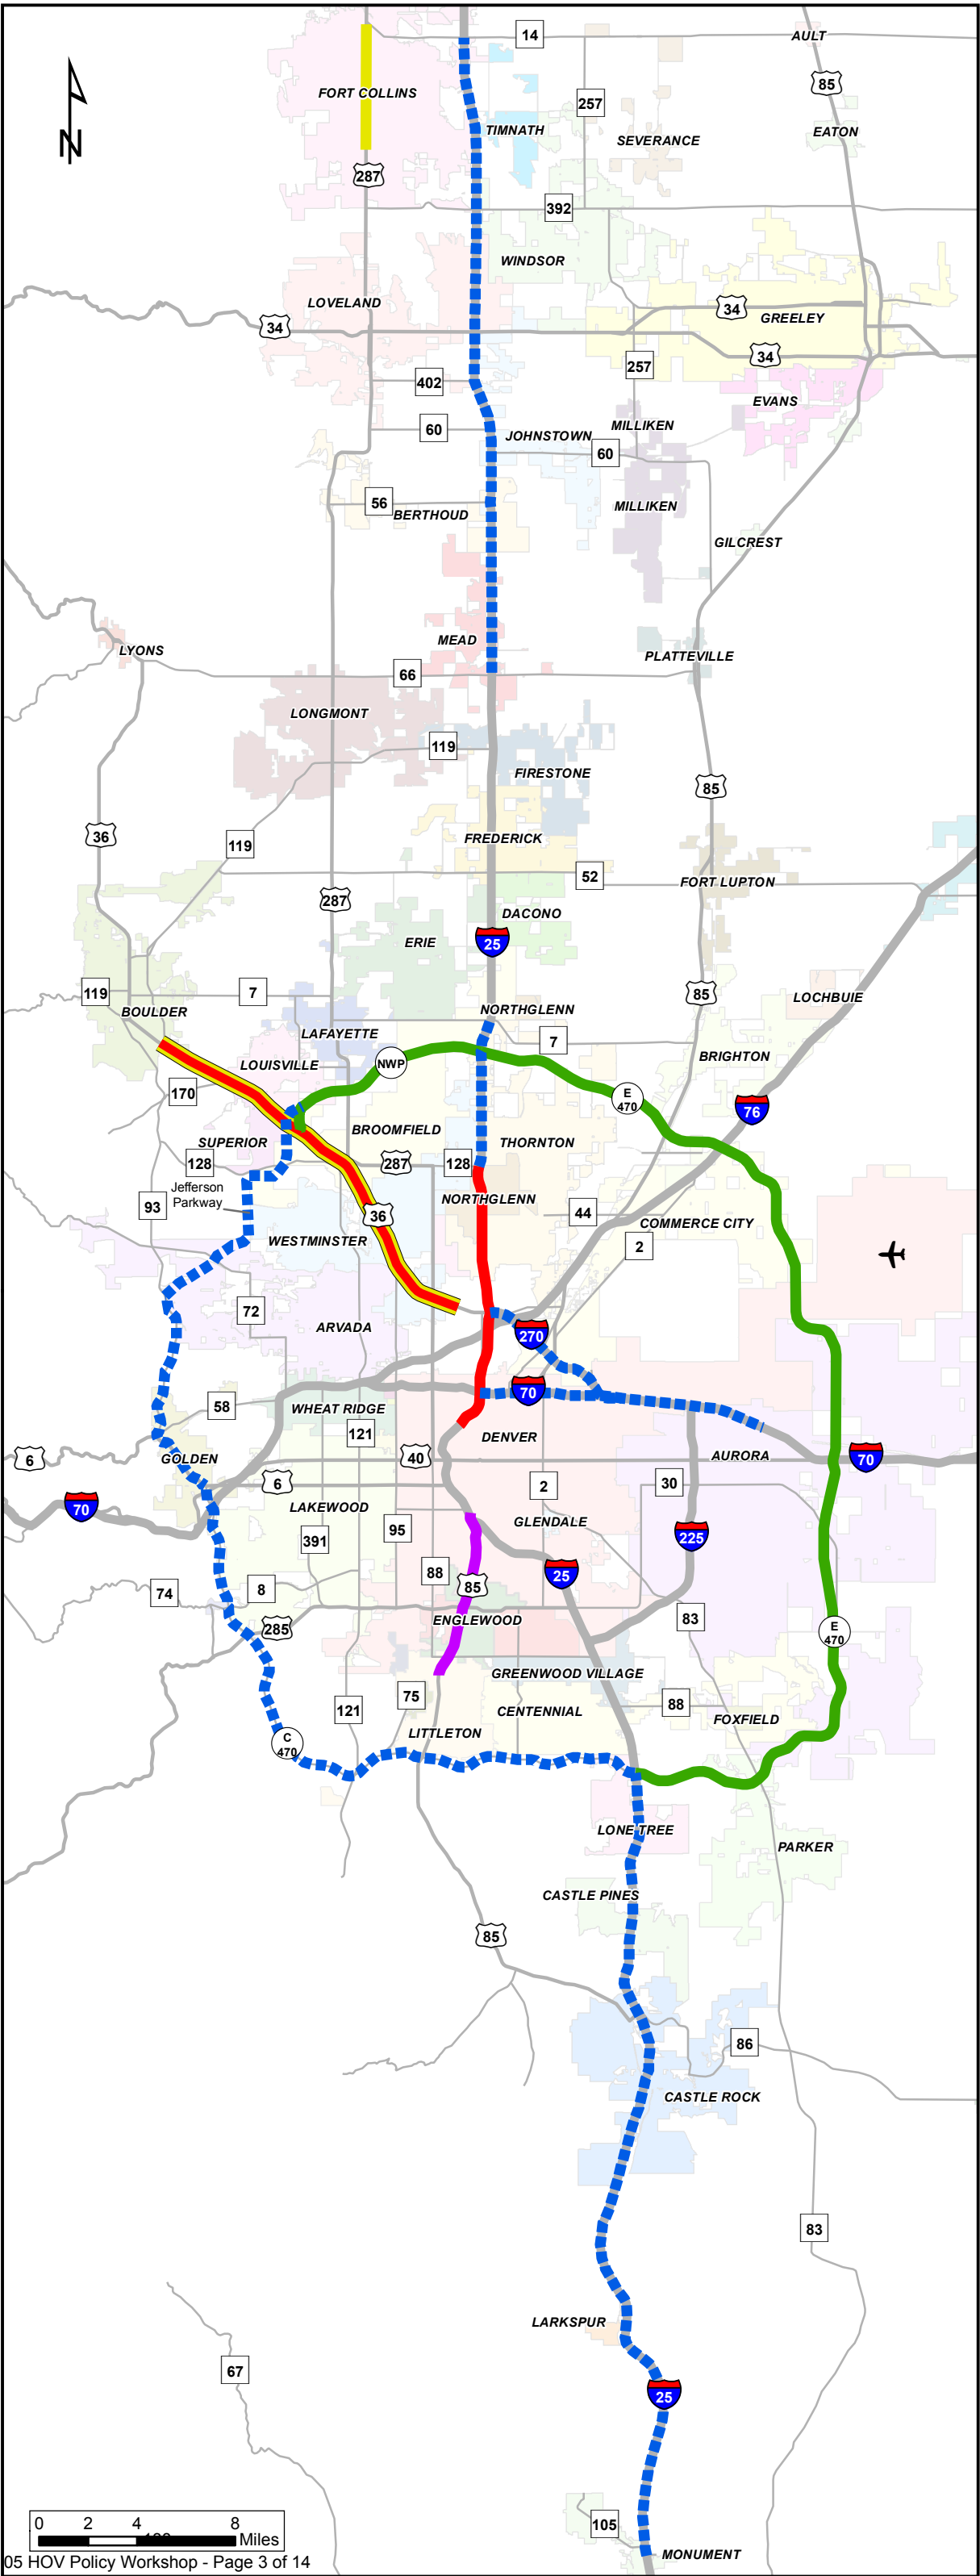 14
AULT
85
FORT COLLINS
257
N
TIMNATH
SEVERANCE
EATON
287
392
WINDSOR
LOVELAND
34
34
GREELEY
34
257
402
EVANS
60
JOHNSTOWN
MILLIKEN
60
56
BERTHOUD
MILLIKEN
GILCREST
MEAD
LYONS
PLATTEVILLE
66
LONGMONT
119
FIRESTONE
85
36
FREDERICK
119
52
FORT LUPTON
287
DACONO
ERIE
25
119
7
85
LOCHBUIE
BOULDER
NORTHGLENN
LAFAYETTE
7
BRIGHTON
LOUISVILLE
NWP
170
E
470
76
BROOMFIELD
SUPERIOR
THORNTON
128
287
128
Jefferson
Parkway
93
NORTHGLENN
36
44
COMMERCE CITY
WESTMINSTER
2
72
ARVADA
270
70
58
WHEAT RIDGE
121
DENVER
6
GOLDEN
40
AURORA
70
6
2
30
70
LAKEWOOD
GLENDALE
391
95
225
88
25
85
74
8
83
285
ENGLEWOOD
E
470
GREENWOOD VILLAGE
75
88
121
CENTENNIAL
FOXFIELD
LITTLETON
C
470
LONE TREE
PARKER
CASTLE PINES
85
86
CASTLE ROCK
83
LARKSPUR
67
25
105
MONUMENT
0 2 4 8
Miles
05 HOV Policy Workshop - Page 3 of 14